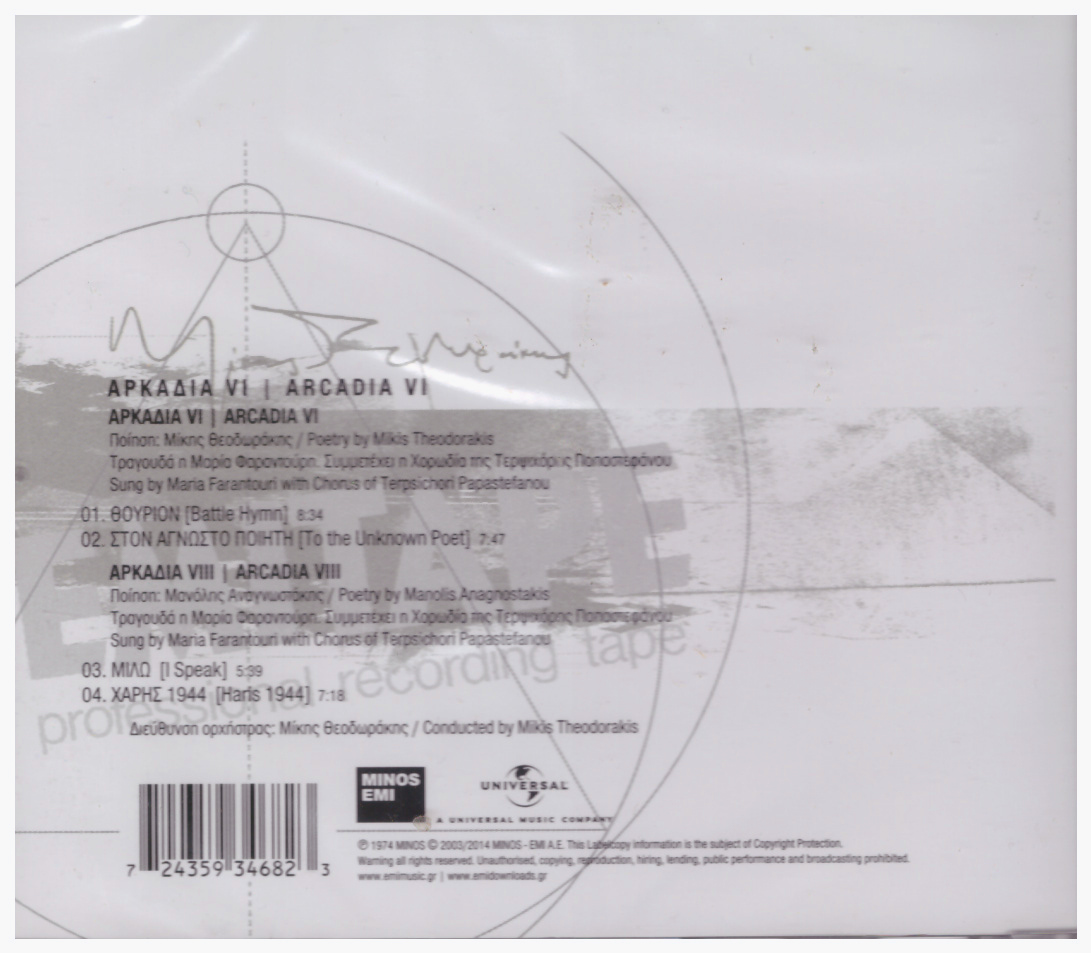 Μίκης Θεοδωράκης
ΑΡΚΑΔΙΑ VI | ARCADIA VI
ΑΡΚΑΔΙΑ VI | ARCADIA VI
Ποίηση: Μίκης Θεοδωράκης / Poetry by Mikis Theodorakis
Τραγουδά η Μαρία Φαραντούρη. Συμμετέχει η Χορωδία της Τερψιχόρης Παπαστεφάνου
Sung by Maria Farantouri with Chorus of Terpsichori Papastefanou
01. ΘΟΥΡΙΟΝ [Battle Hymn] 8:34
02. ΣΤΟΝ ΑΓΝΩΣΤΟ ΠΟΙΗΤΗ [To the Unknown Poet] 7:47
ΑΡΚΑΔΙΑ VIII | ARCADIA VIII
Ποίηση: Μανόλης Αναγνωστάκης / Poetry by Manolis Anagnostakis
Τραγουδά η Μαρία Φαραντούρη. Συμμετέχει η Χορωδία της Τερψιχόρης Παπαστεφάνου
Sung by Maria Farantouri with Chorus of Terpsichori Papastefanou
03. ΜΙΛΩ [I Speak] 5:39
04. ΧΑΡΗΣ 1944 [Haris 1944] 7:18
professional recording tape
Διεύθυνση ορχήστρας: Μίκης Θεοδωράκης / Conducted by Mikis Theodorakis
MINOS
EMI
UNIVERSAL
A UNIVERSAL MUSIC COMPANY
7 24359 34682 3
℗ 1974 MINOS © 2003/2014 MINOS - EMI A.E. This Labelcopy information is the subject of Copyright Protection.
Warning all rights reserved. Unauthorised, copying, reproduction, hiring, lending, public performance and broadcasting prohibited.
www.emimusic.gr | www.emidownloads.gr